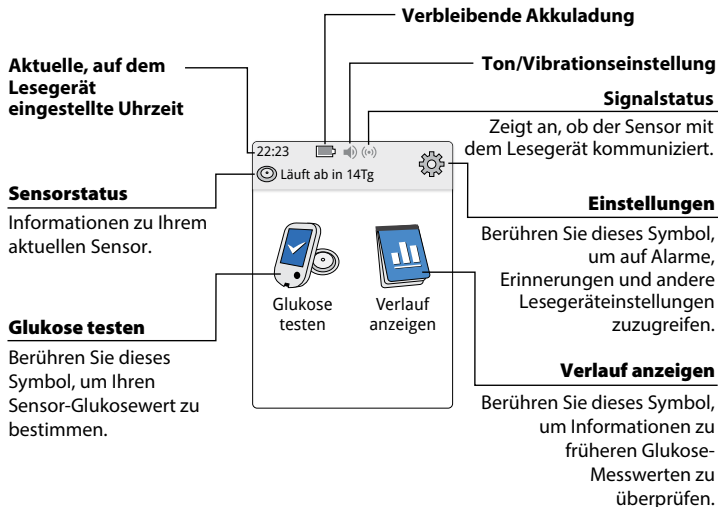 Verbleibende Akkuladung
Aktuelle, auf dem
Lesegerät
eingestellte Uhrzeit
Ton/Vibrationseinstellung
Signalstatus
Zeigt an, ob der Sensor mit
dem Lesegerät kommuniziert.
22:23
Läuft ab in 14Tg
Sensorstatus
Informationen zu Ihrem
aktuellen Sensor.
Einstellungen
Berühren Sie dieses Symbol,
um auf Alarme,
Erinnerungen und andere
Lesegeräteinstellungen
zuzugreifen.
Glukose
testen
Verlauf
anzeigen
Glukose testen
Berühren Sie dieses
Symbol, um Ihren
Sensor-Glukosewert zu
bestimmen.
Verlauf anzeigen
Berühren Sie dieses Symbol,
um Informationen zu
früheren Glukose-
Messwerten zu
überprüfen.